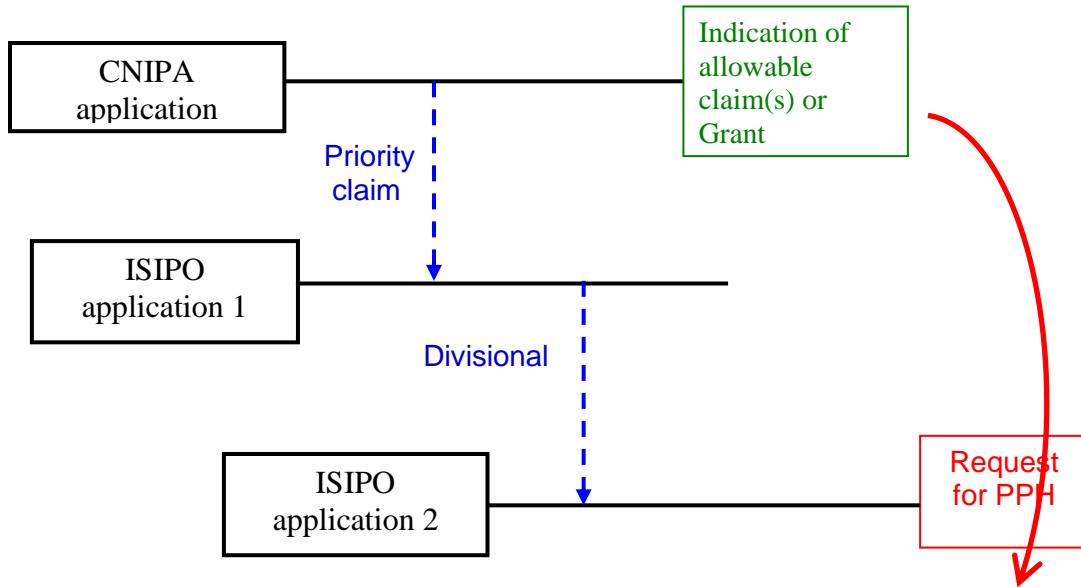 CNIPA
application
Indication of
allowable
claim(s) or
Grant
Priority
claim
ISIPO
application 1
Divisional
ISIPO
application 2
Request
for PPH